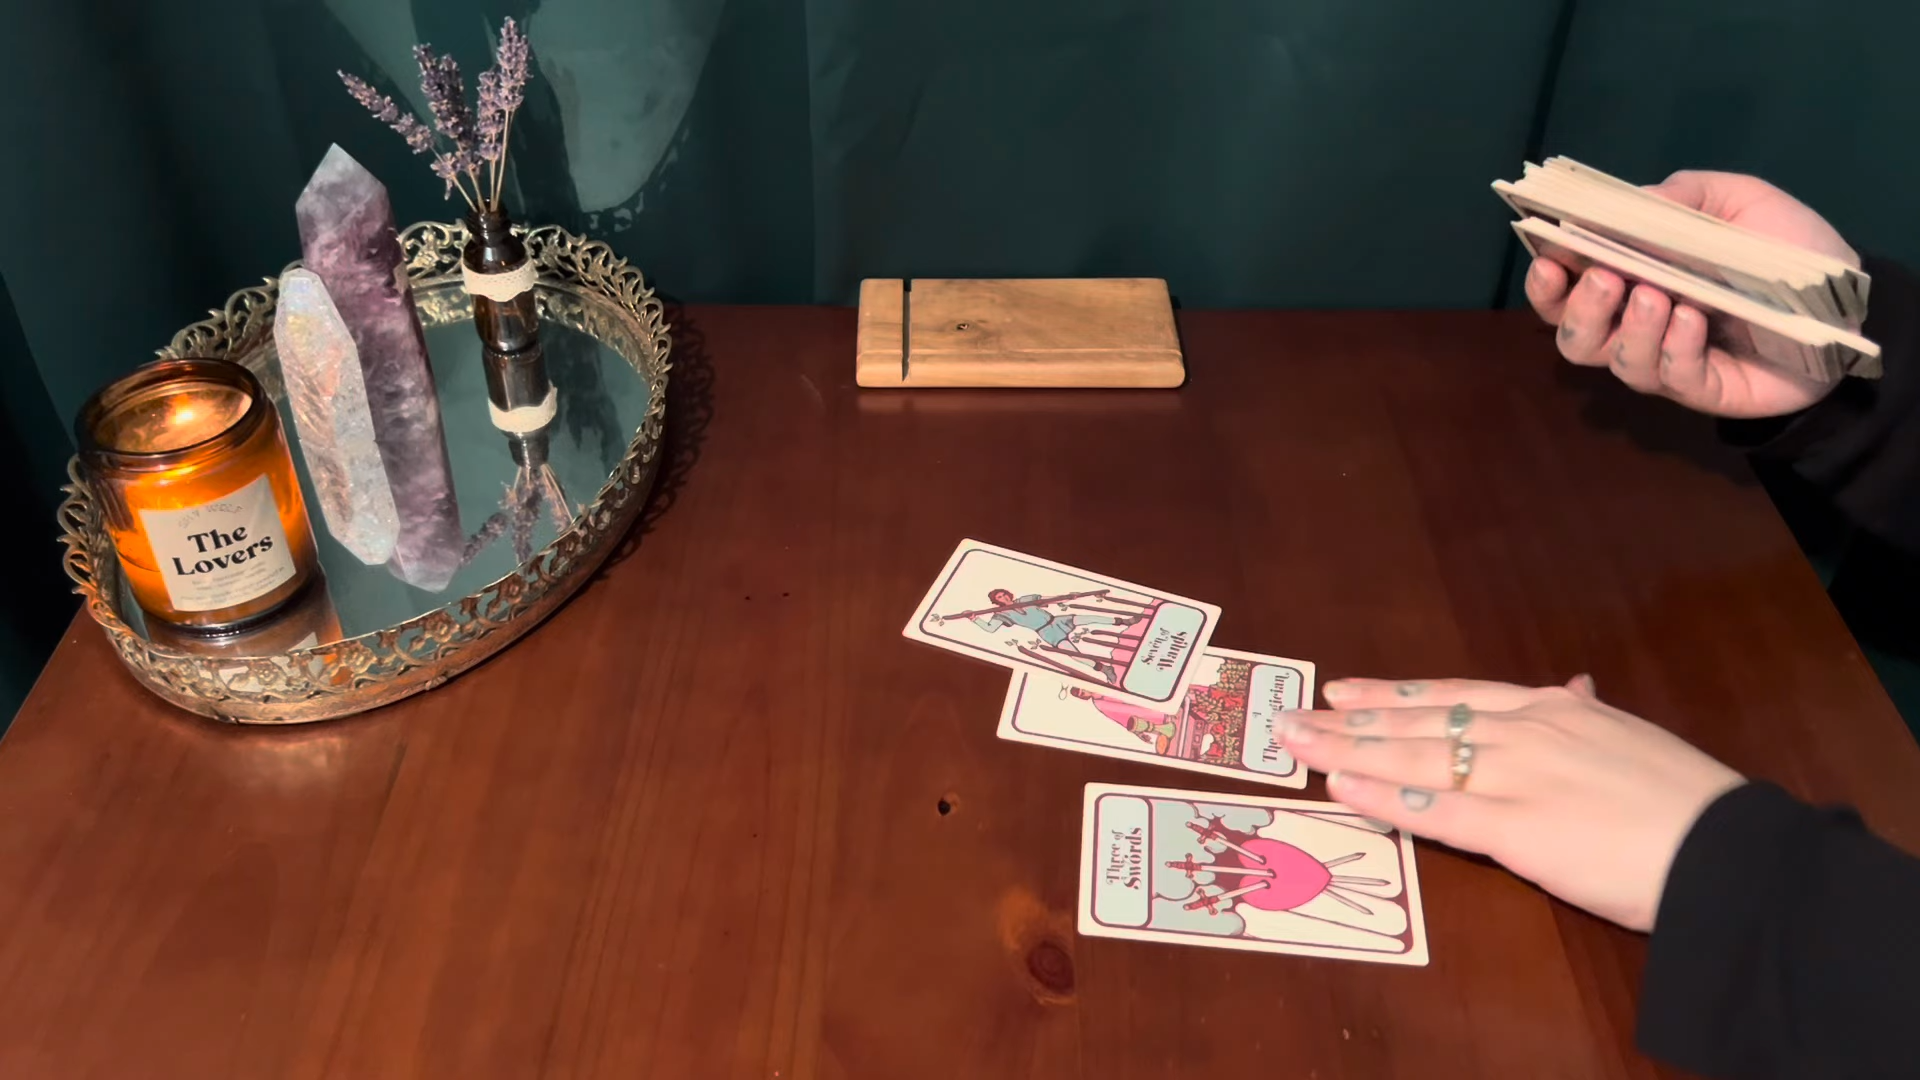 The
Lovers
Seven of
Wands
The Magician
Three of
Swords